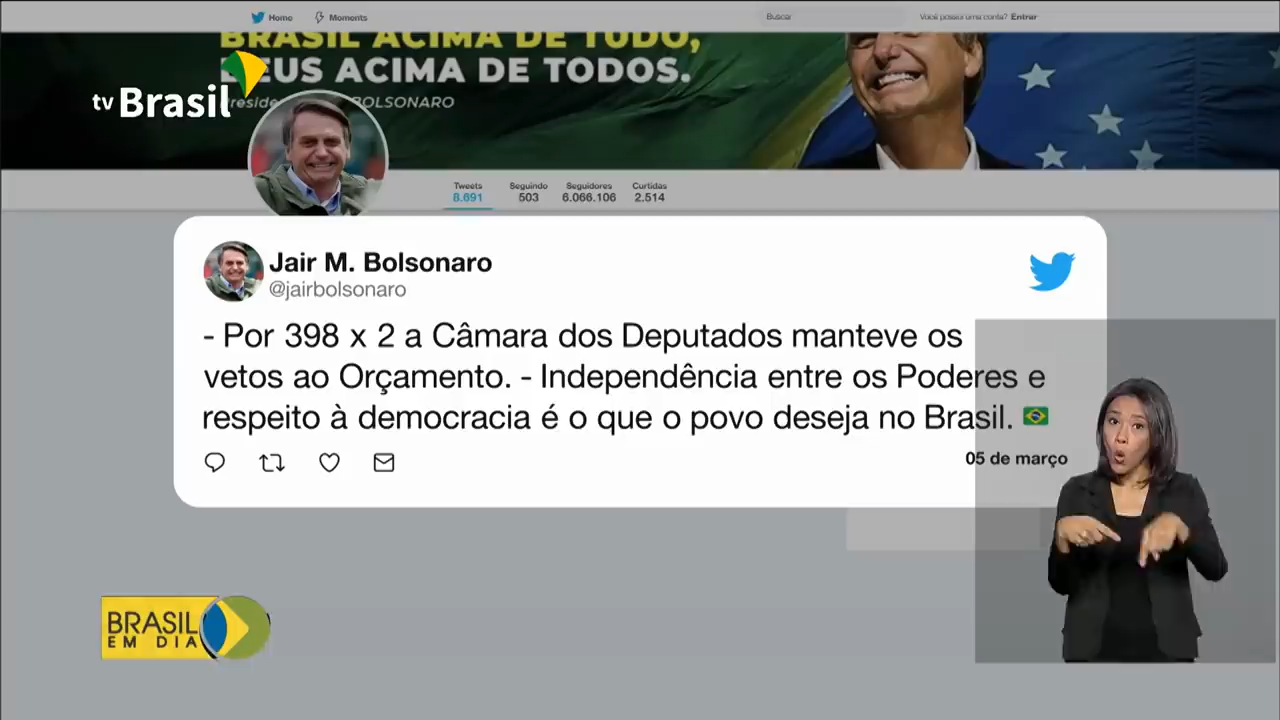 Home Moments Buscar Você possui uma conta? Entrar
BRASIL ACIMA DE TUDO,
DEUS ACIMA DE TODOS.
tv Brasil
BOLSONARO
Tweets Seguindo Seguidores Curtidas
8.691 503 6.066.106 2.514
Jair M. Bolsonaro
@jairbolsonaro
- Por 398 x 2 a Câmara dos Deputados manteve os
vetos ao Orçamento. - Independência entre os Poderes e
respeito à democracia é o que o povo deseja no Brasil.
05 de março
BRASIL
EM DIA